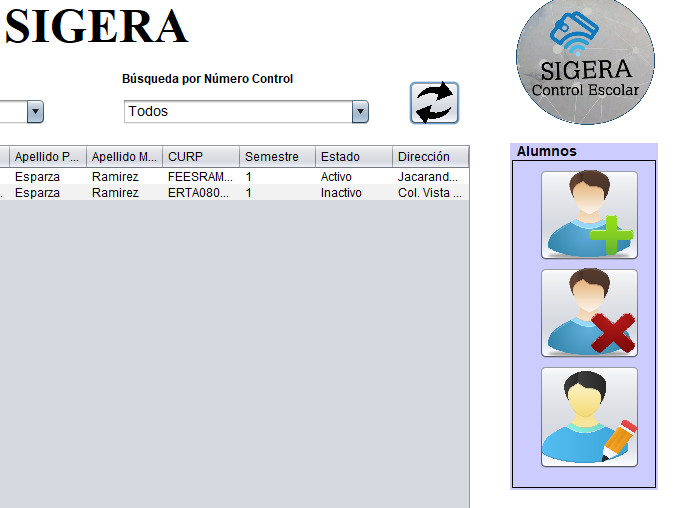 SIGERA
SIGERA
Control Escolar
Búsqueda por Número Control
Todos
Alumnos
Apellido P... Apellido M... CURP Semestre Estado Dirección
Esparza Ramirez FEESRAM... 1 Activo Jacarand...
Esparza Ramirez ERTA080... 1 Inactivo Col. Vista ...